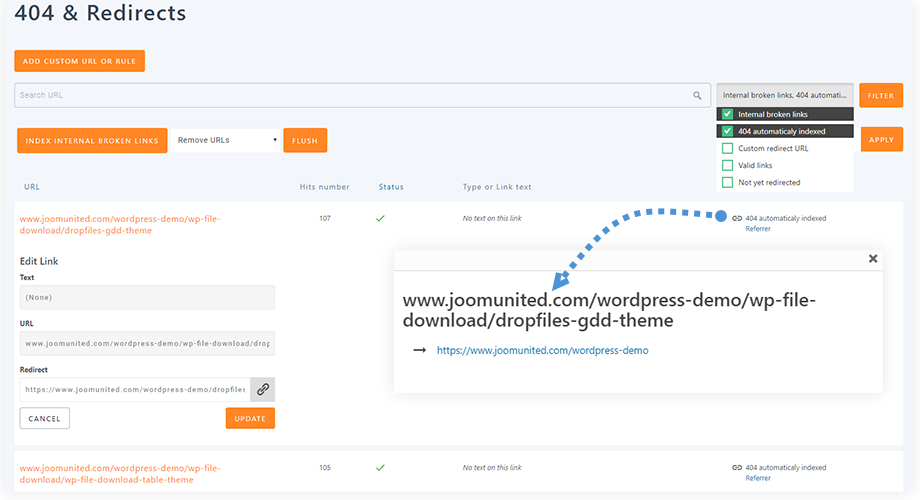 404 & Redirects
ADD CUSTOM URL OR RULE
Search URL
Internal broken links, 404 automati...
FILTER
Internal broken links
404 automaticaly indexed
Custom redirect URL
Valid links
Not yet redirected
INDEX INTERNAL BROKEN LINKS
Remove URLs
FLUSH
APPLY
URL
Hits number
Status
Type or Link text
www.joomunited.com/wordpress-demo/wp-file-
download/dropfiles-gdd-theme
107
No text on this link
404 automaticaly indexed
Referrer
Edit Link
Text
(None)
URL
www.joomunited.com/wordpress-demo/wp-file-download/drop
Redirect
https://www.joomunited.com/wordpress-demo/dropfiles
CANCEL
UPDATE
www.joomunited.com/wordpress-demo/wp-file-
download/dropfiles-gdd-theme
https://www.joomunited.com/wordpress-demo
www.joomunited.com/wordpress-demo/wp-file-
download/wp-file-download-table-theme
105
No text on this link
404 automaticaly indexed
Referrer